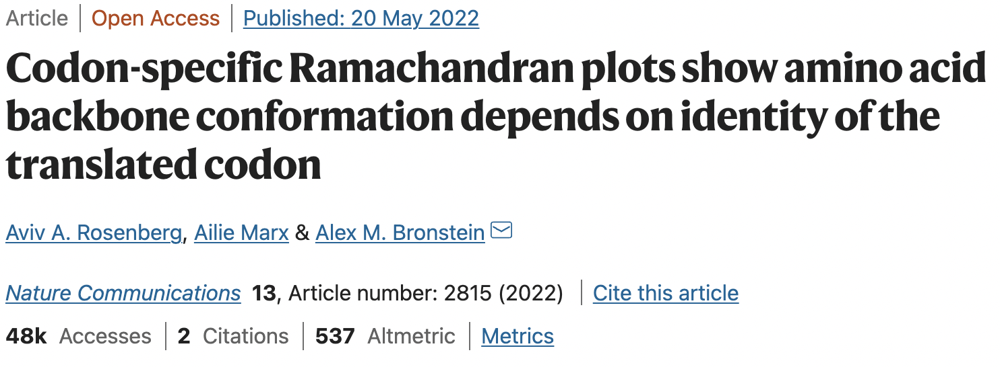 Article | Open Access | Published: 20 May 2022
Codon-specific Ramachandran plots show amino acid
backbone conformation depends on identity of the
translated codon
Aviv A. Rosenberg, Ailie Marx & Alex M. Bronstein
Nature Communications 13, Article number: 2815 (2022) | Cite this article
48k Accesses | 2 Citations | 537 Altmetric | Metrics